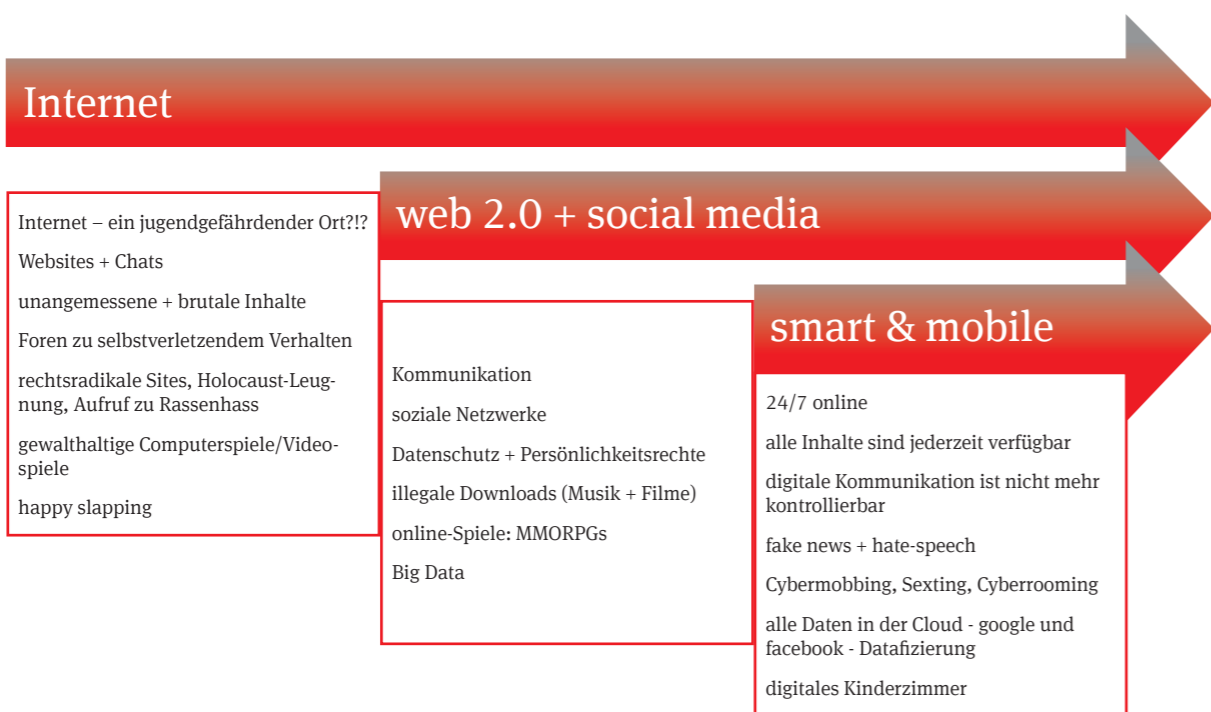 Internet
Internet – ein jugendgefährdender Ort?!?
Websites + Chats
unangemessene + brutale Inhalte
Foren zu selbstverletzendem Verhalten
rechtsradikale Sites, Holocaust-Leug-
nung, Aufruf zu Rassenhass
gewalthaltige Computerspiele/Video-
spiele
happy slapping
web 2.0 + social media
Kommunikation
soziale Netzwerke
Datenschutz + Persönlichkeitsrechte
illegale Downloads (Musik + Filme)
online-Spiele: MMORPGs
Big Data
smart & mobile
24/7 online
alle Inhalte sind jederzeit verfügbar
digitale Kommunikation ist nicht mehr
kontrollierbar
fake news + hate-speech
Cybermobbing, Sexting, Cyberrooming
alle Daten in der Cloud - google und
facebook - Datafizierung
digitales Kinderzimmer